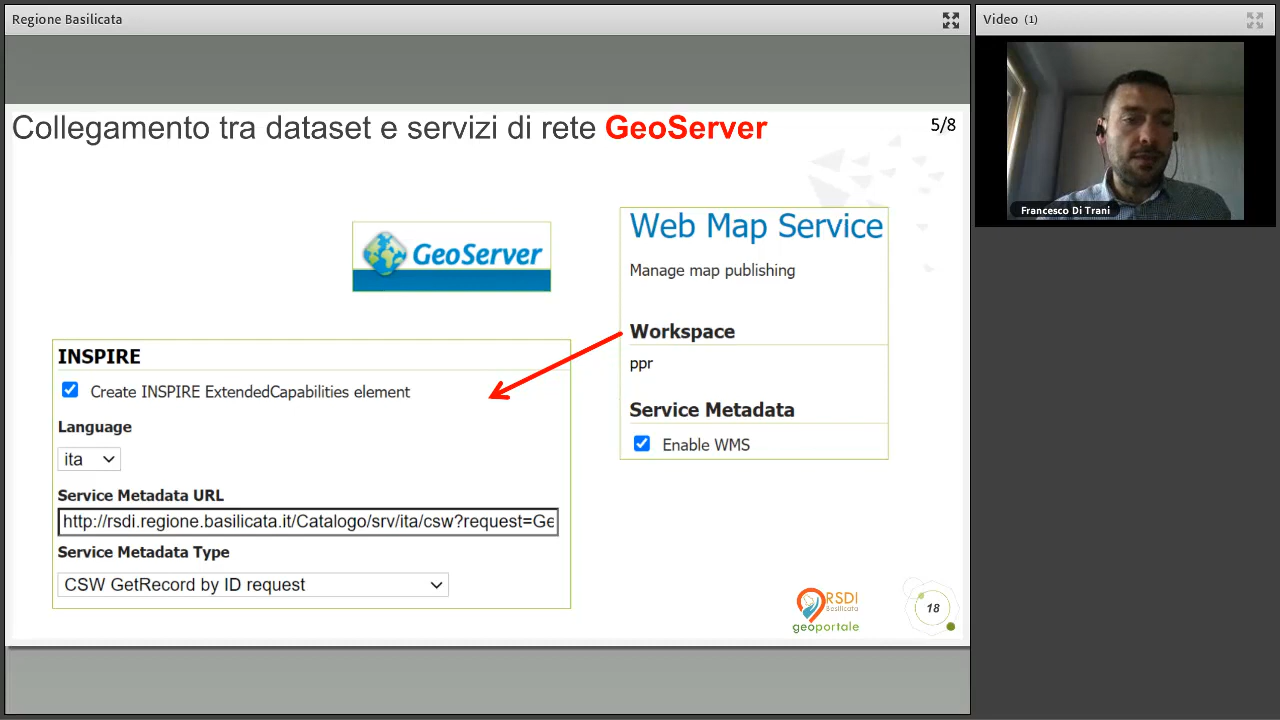 Regione Basilicata
Video (1)
Collegamento tra dataset e servizi di rete GeoServer
5/8
Francesco Di Trani
GeoServer
Web Map Service
Manage map publishing
Workspace
ppr
Service Metadata
Enable WMS
INSPIRE
Create INSPIRE ExtendedCapabilities element
Language
ita
Service Metadata URL
http://rsdi.regione.basilicata.it/Catalogo/srv/ita/csw?request=Ge
Service Metadata Type
CSW GetRecord by ID request
RSDI
Basilicata
geoportale
18